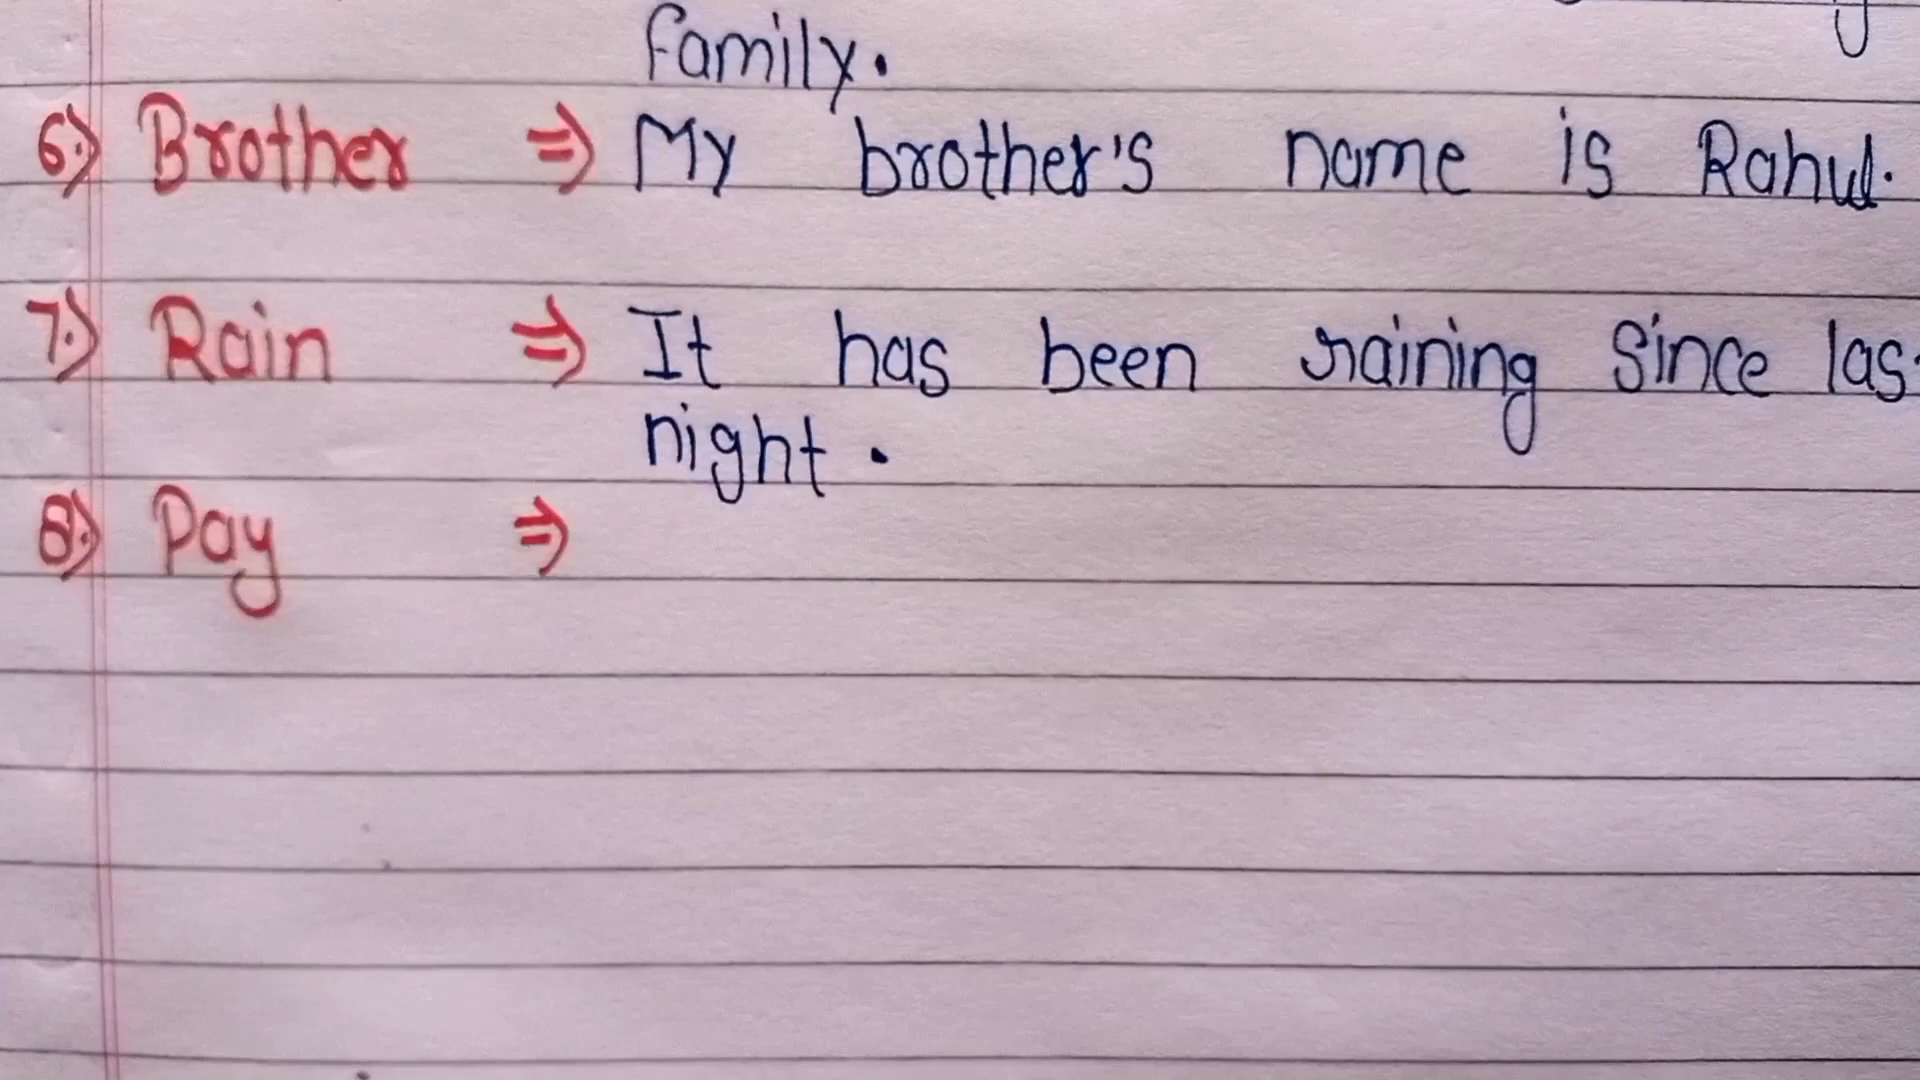 family.
6.) Brother ⇒ My brother's name is Rahul.
7.) Rain ⇒ It has been raining since las
night.
8.) Pay ⇒